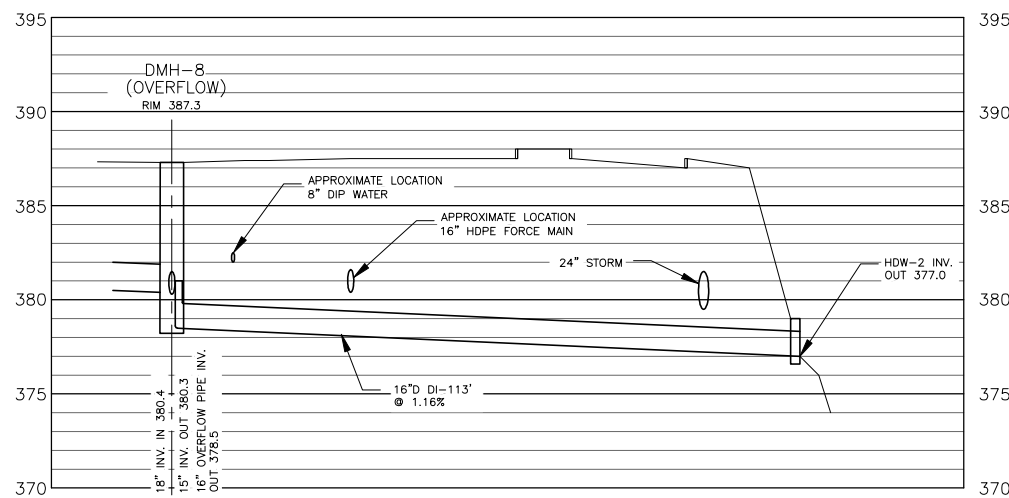 395
395
DMH-8
(OVERFLOW)
RIM 387.3
390
390
APPROXIMATE LOCATION
8" DIP WATER
385
385
APPROXIMATE LOCATION
16" HDPE FORCE MAIN
24" STORM
HDW-2 INV.
OUT 377.0
380
380
16"D DI-113'
@ 1.16%
375
375
18" INV. IN 380.4
15" INV. OUT 380.3
16" OVERFLOW PIPE INV.
OUT 378.5
370
370